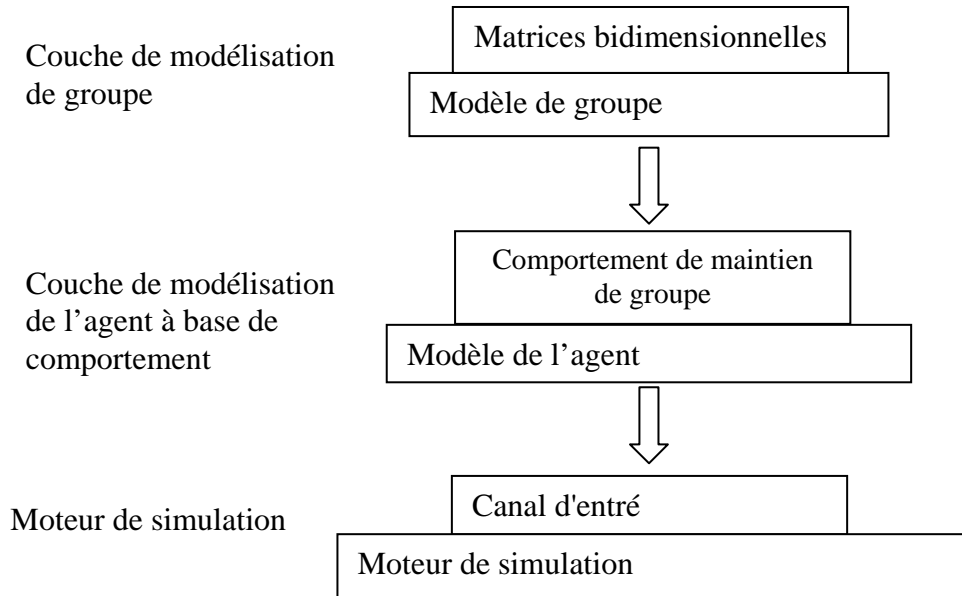 Couche de modélisation
de groupe
Matrices bidimensionnelles
Modèle de groupe
Couche de modélisation
de l’agent à base de
comportement
Comportement de maintien
de groupe
Modèle de l’agent
Moteur de simulation
Canal d'entré
Moteur de simulation